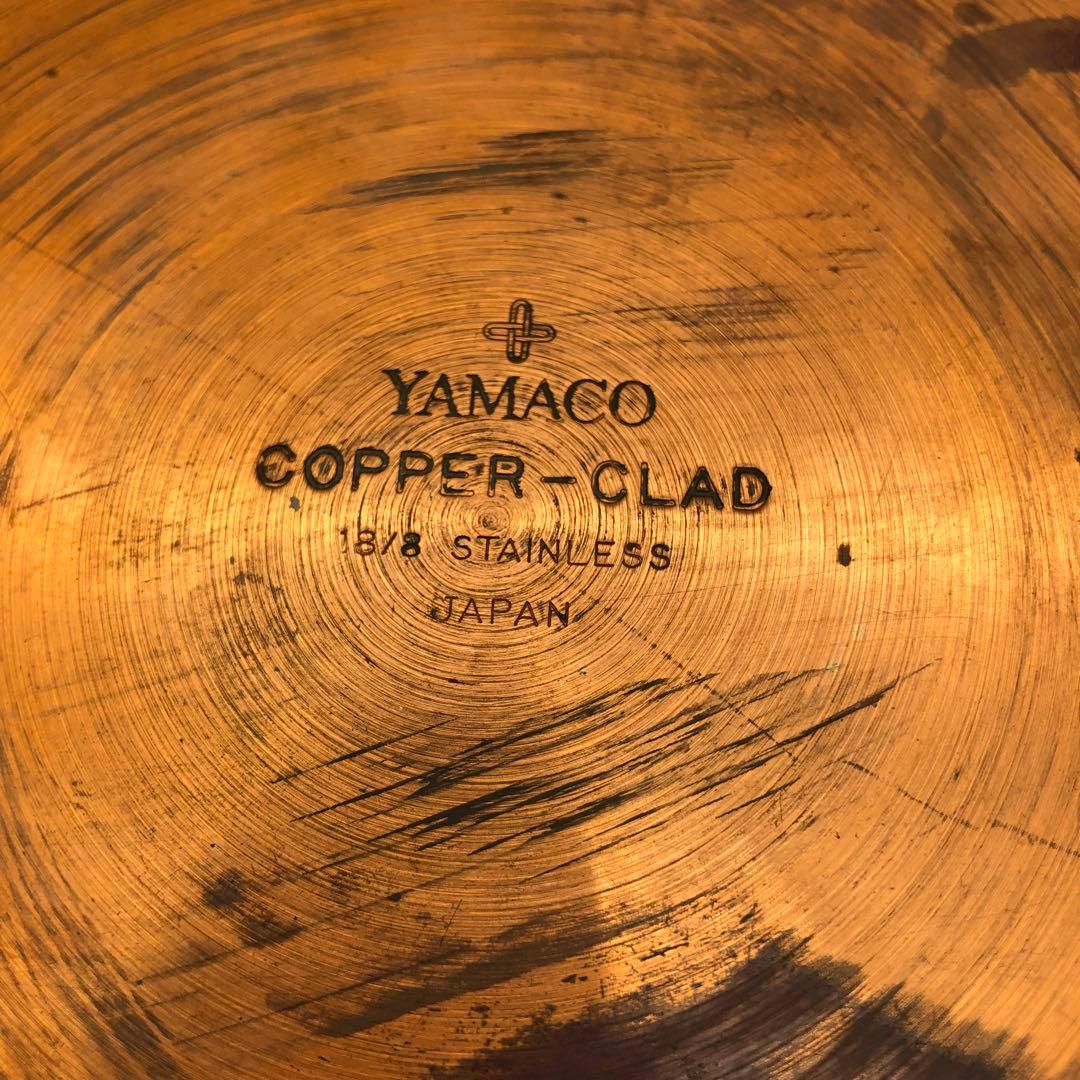 YAMACO
COPPER-CLAD
18/8 STAINLESS
JAPAN